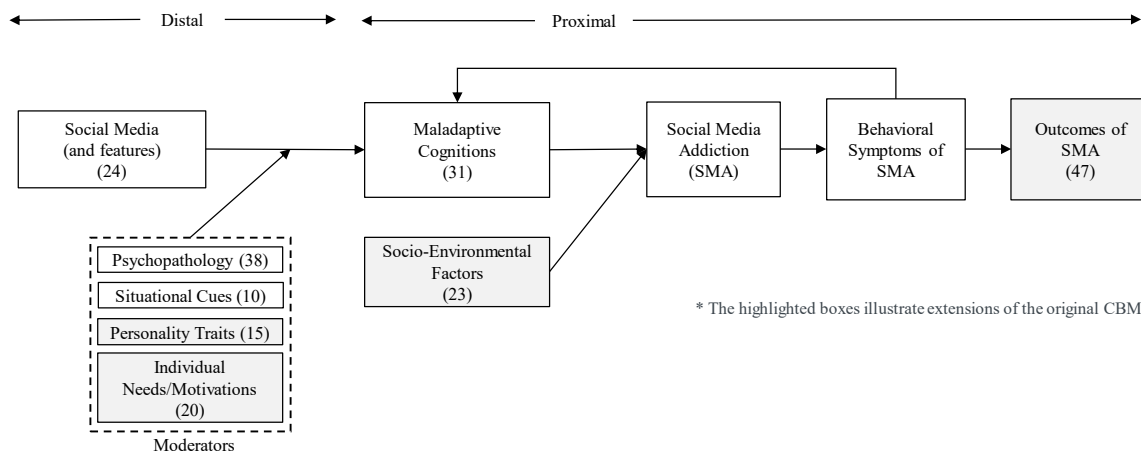 Distal
Proximal
Social Media
(and features)
(24)
Maladaptive
Cognitions
(31)
Social Media
Addiction
(SMA)
Behavioral
Symptoms of
SMA
Outcomes of
SMA
(47)
Psychopathology (38)
Situational Cues (10)
Personality Traits (15)
Individual
Needs/Motivations
(20)
Moderators
Socio-Environmental
Factors
(23)
* The highlighted boxes illustrate extensions of the original CBM